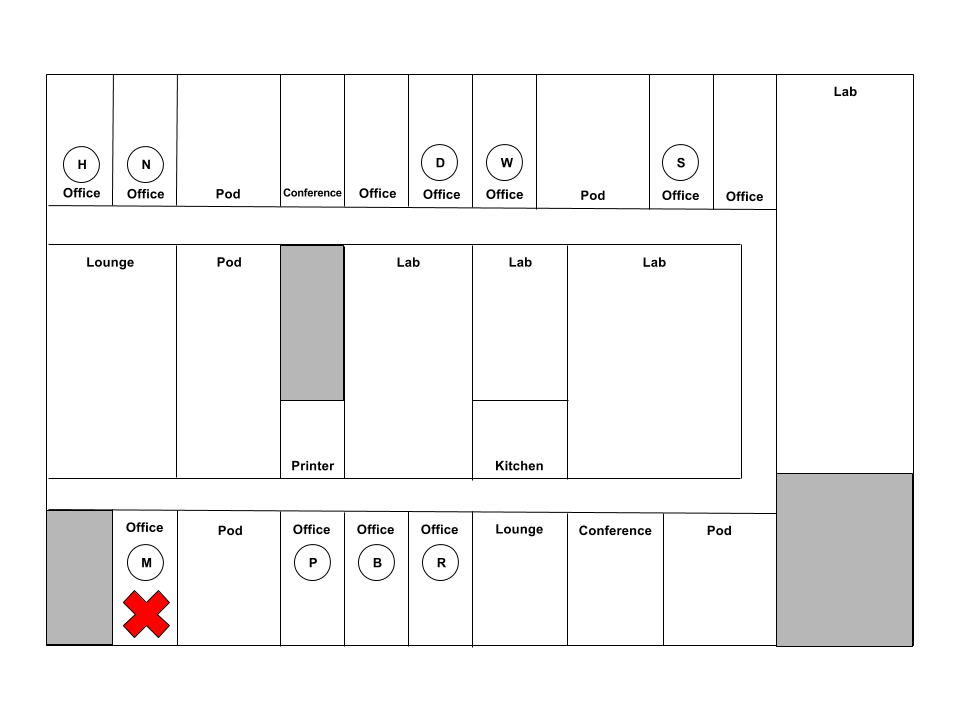 Lab
H
N
D
W
S
Office
Office
Pod
Conference
Office
Office
Office
Pod
Office
Office
Lounge
Pod
Lab
Lab
Lab
Printer
Kitchen
Office
Pod
Office
Office
Office
Lounge
Conference
Pod
M
P
B
R